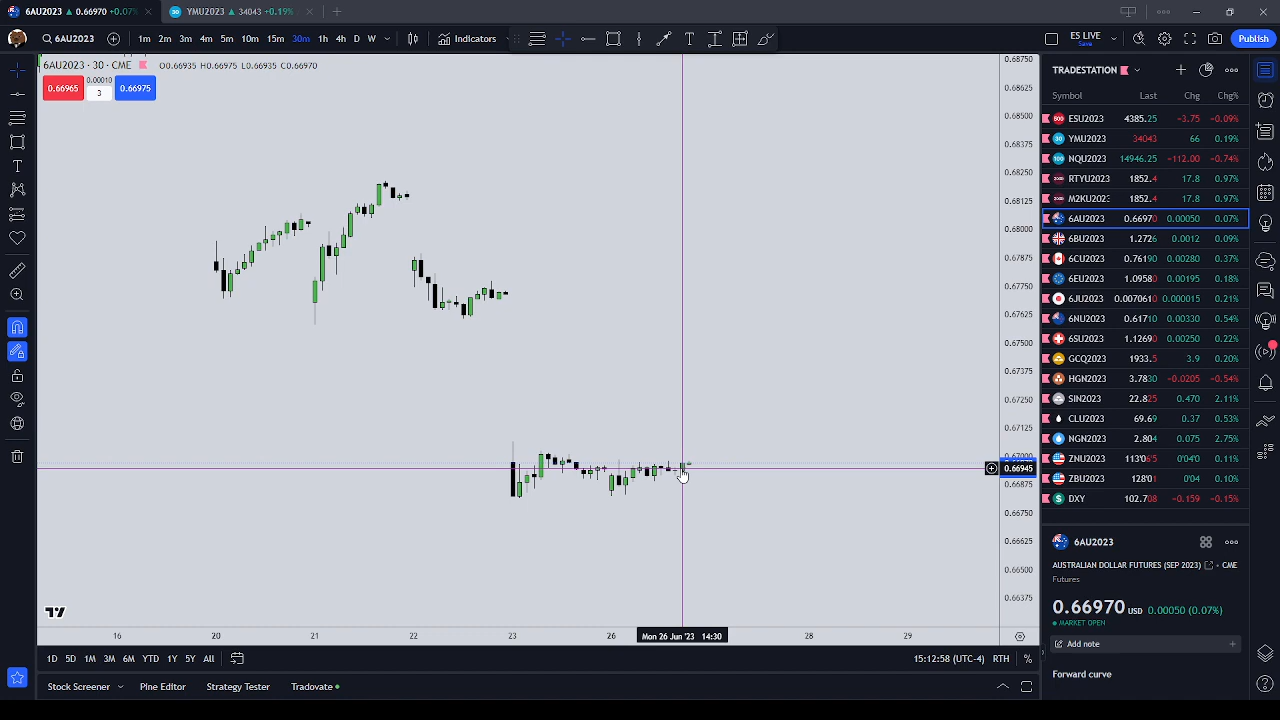 6AU2023 ▲ 0.66970 +0.07%
YMU2023 ▲ 34043 +0.19%
6AU2023
1m 2m 3m 4m 5m 10m 15m 30m 1h 4h D W
Indicators
ES LIVE
Save
Publish
6AU2023 · 30 · CME O0.66935 H0.66975 L0.66935 C0.66970
0.66965 0.00010 3 0.66975
0.68750
0.68625
0.68500
0.68375
0.68250
0.68125
0.68000
0.67875
0.67750
0.67625
0.67500
0.67375
0.67250
0.67125
0.67000
0.66945
0.66875
0.66750
0.66625
0.66500
0.66375
16 20 21 22 23 26 Mon 26 Jun '23 14:30 28 29
1D 5D 1M 3M 6M YTD 1Y 5Y All
15:12:58 (UTC-4) RTH %
Stock Screener Pine Editor Strategy Tester Tradovate
TRADESTATION
Symbol Last Chg Chg%
ESU2023 4385.25 −3.75 −0.09%
YMU2023 34043 66 0.19%
NQU2023 14946.25 −112.00 −0.74%
RTYU2023 1852.4 17.8 0.97%
M2KU2023 1852.4 17.8 0.97%
6AU2023 0.66970 0.00050 0.07%
6BU2023 1.2726 0.0012 0.09%
6CU2023 0.76190 0.00280 0.37%
6EU2023 1.09580 0.00195 0.18%
6JU2023 0.0070610 0.000015 0.21%
6NU2023 0.61710 0.00330 0.54%
6SU2023 1.12690 0.00250 0.22%
GCQ2023 1933.5 3.9 0.20%
HGN2023 3.7830 −0.0205 −0.54%
SIN2023 22.825 0.470 2.11%
CLU2023 69.69 0.37 0.53%
NGN2023 2.804 0.075 2.75%
ZNU2023 113'06'5 0'04'0 0.11%
ZBU2023 128'01 0'04 0.10%
DXY 102.708 −0.159 −0.15%
6AU2023
AUSTRALIAN DOLLAR FUTURES (SEP 2023) · CME
Futures
0.66970 USD 0.00050 (0.07%)
MARKET OPEN
Add note
Forward curve